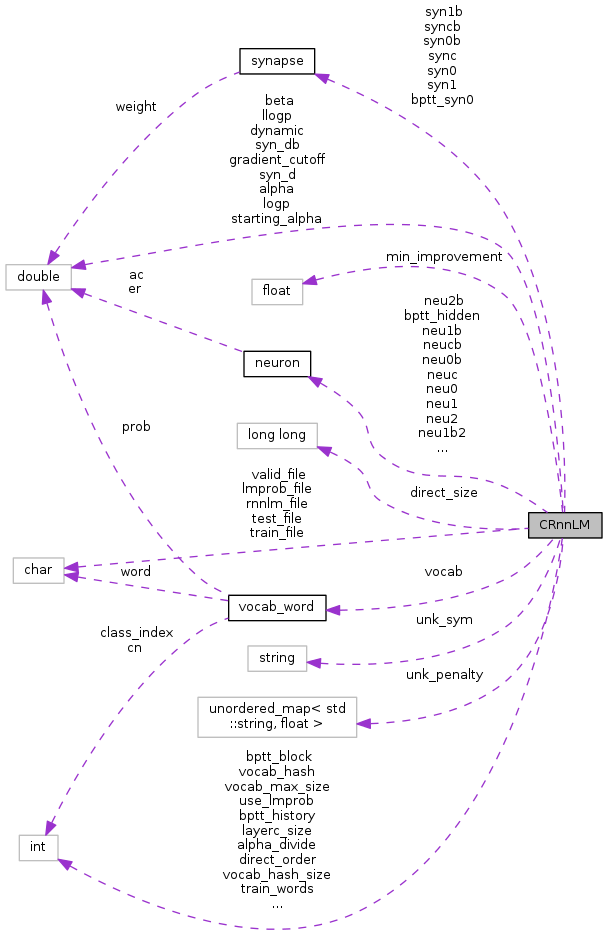 syn1b
syncb
syn0b
sync
syn0
syn1
bptt_syn0
synapse
weight
beta
llogp
dynamic
syn_db
gradient_cutoff
syn_d
alpha
logp
starting_alpha
min_improvement
double
ac
er
float
neu2b
bptt_hidden
neu1b
neucb
neu0b
neuc
neu0
neu1
neu2
neu1b2
...
neuron
prob
long long
direct_size
valid_file
lmprob_file
rnnlm_file
test_file
train_file
CRnnLM
char
word
vocab
vocab_word
unk_sym
class_index
cn
string
unk_penalty
unordered_map< std
::string, float >
bptt_block
vocab_hash
vocab_max_size
use_lmprob
bptt_history
layerc_size
alpha_divide
direct_order
vocab_hash_size
train_words
...
int